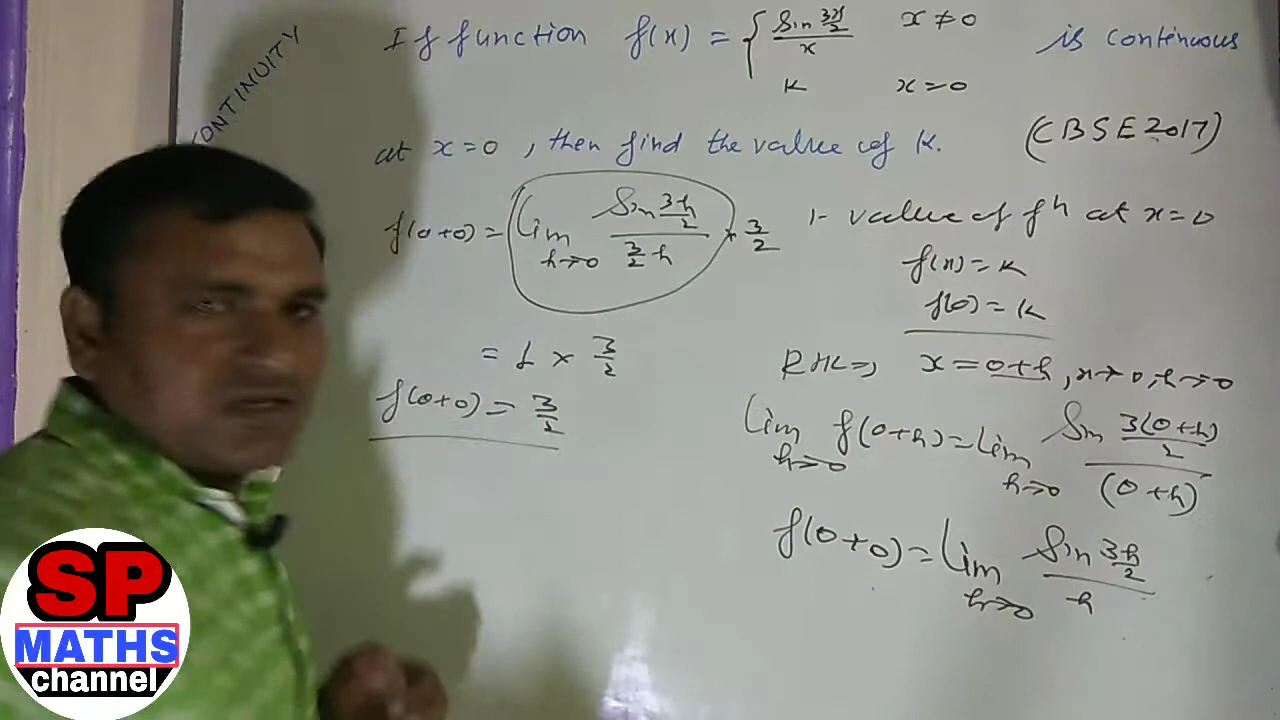 CONTINUITY
If function f(x) = { sin 3x/2 / x x ≠ 0 is continuous
k x = 0
at x = 0, then find the value of k. (CBSE 2017)
f(0+0) = lim h→0 sin 3h/2 / 3/2 h × 3/2
= 1 × 3/2
f(0+0) = 3/2
1- value of fn at x = 0
f(x) = k
f(0) = k
RHL ⇒, x = 0+h, x→0, h→0
lim h→0 f(0+h) = lim h→0 sin 3(0+h)/2 / (0+h)
f(0+0) = lim h→0 sin 3h/2 / h
SP
MATHS
channel